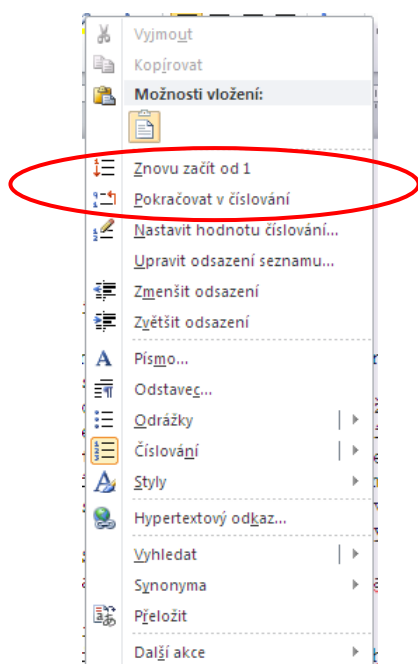 Vyjmout
Kopírovat
Možnosti vložení:
Znovu začít od 1
Pokračovat v číslování
Nastavit hodnotu číslování...
Upravit odsazení seznamu...
Zmenšit odsazení
Zvětšit odsazení
Písmo...
Odstavec...
Odrážky
Číslování
Styly
Hypertextový odkaz...
Vyhledat
Synonyma
Přeložit
Další akce